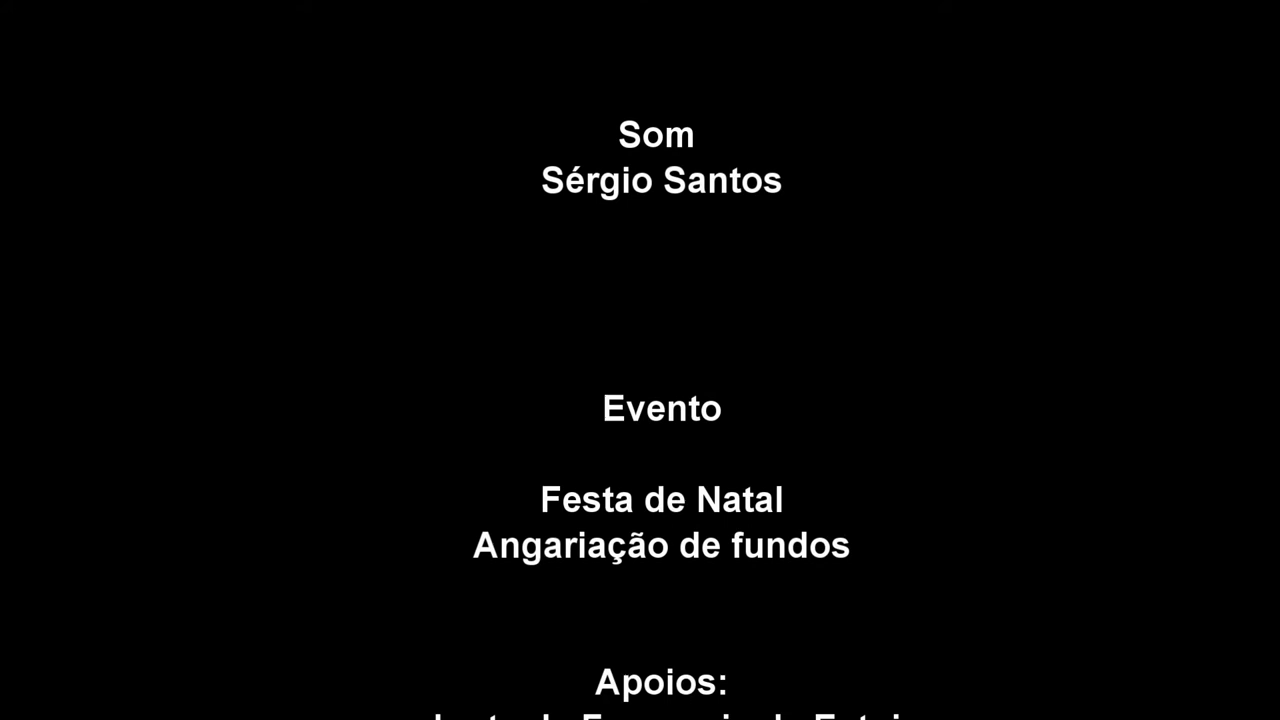 Som
Sérgio Santos
Evento
Festa de Natal
Angariação de fundos
Apoios: